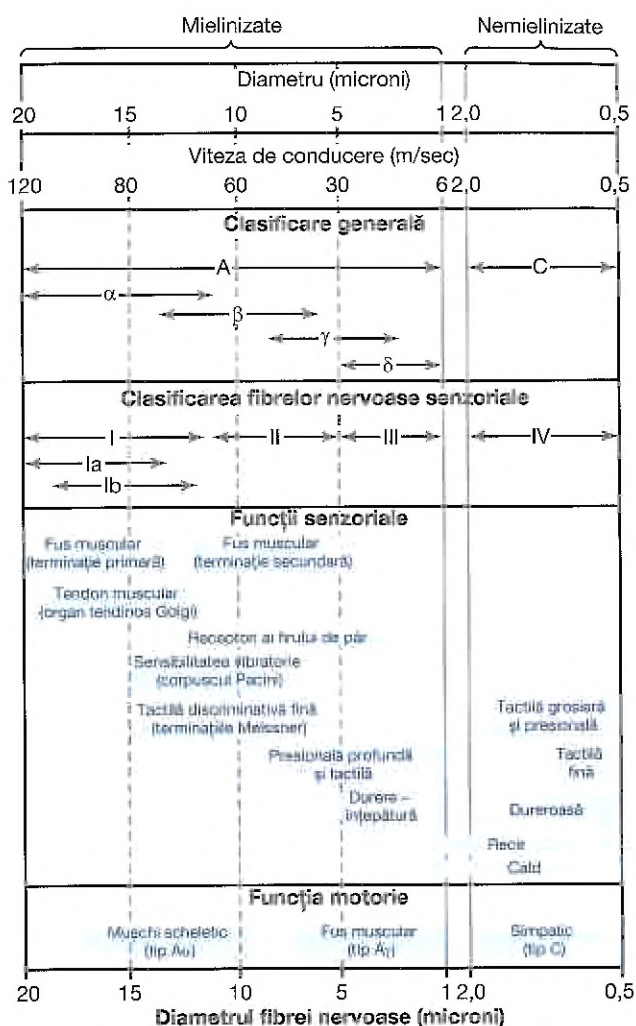 Mielinizate Nemielinizate
Diametru (microni)
20 15 10 5 1 2,0 0,5
Viteza de conducere (m/sec)
120 80 60 30 6 2,0 0,5
Clasificare generală
A C
α
β
γ
δ
Clasificarea fibrelor nervoase senzoriale
I II III IV
Ia
Ib
Funcții senzoriale
Fus muscular Fus muscular
(terminație primară) (terminație secundară)
Tendon muscular
(organ tendinos Golgi)
Receptori ai firului de păr
Sensibilitatea vibratorie
(corpuscul Pacini)
Tactilă discriminativă fină Tactilă grosieră
(terminațiile Meissner) și presională
Presională profundă Tactilă
și tactilă fină
Durere – Dureroasă
înțepătură
Rece
Cald
Funcția motorie
Mușchi scheletic Fus muscular Simpatic
(tip Aα) (tip Aγ) (tip C)
20 15 10 5 1 2,0 0,5
Diametrul fibrei nervoase (microni)